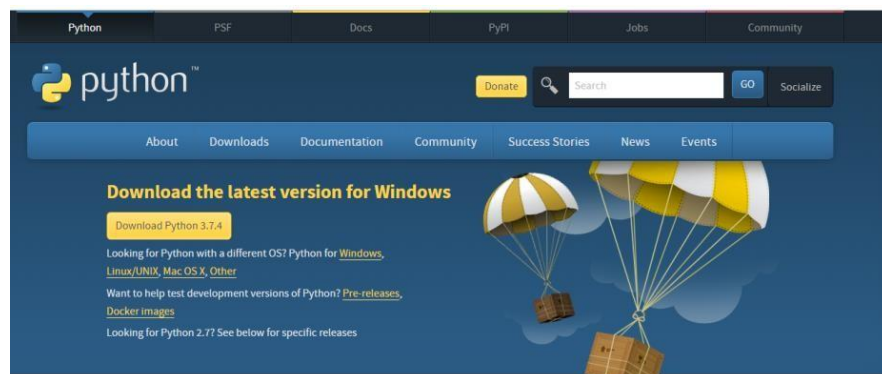 Python PSF Docs PyPI Jobs Community
python™ Donate Search GO Socialize
About Downloads Documentation Community Success Stories News Events
Download the latest version for Windows
Download Python 3.7.4
Looking for Python with a different OS? Python for Windows,
Linux/UNIX, Mac OS X, Other
Want to help test development versions of Python? Pre-releases,
Docker images
Looking for Python 2.7? See below for specific releases